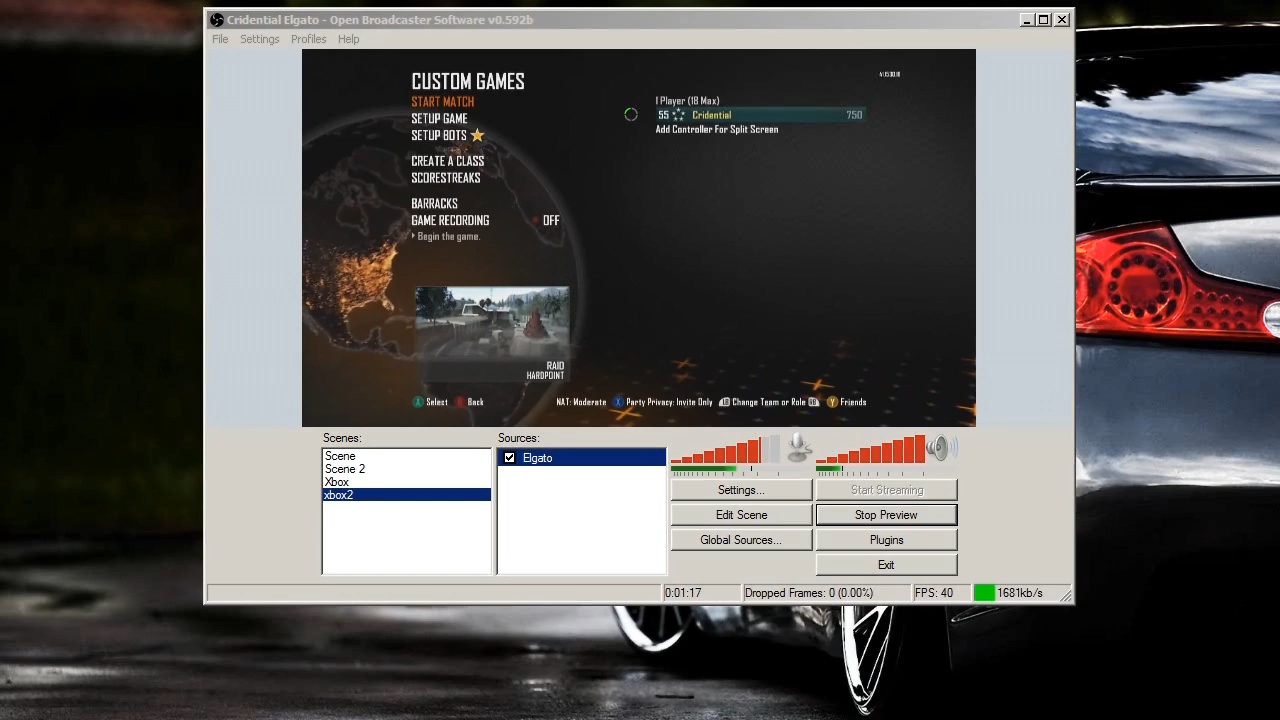 Cridential Elgato - Open Broadcaster Software v0.592b
File Settings Profiles Help
CUSTOM GAMES
START MATCH
SETUP GAME
SETUP BOTS
CREATE A CLASS
SCORESTREAKS
BARRACKS
GAME RECORDING OFF
Begin the game.
1 Player (18 Max)
55 Cridential 750
Add Controller For Split Screen
RAID
HARDPOINT
A Select B Back NAT: Moderate X Party Privacy: Invite Only LB Change Team or Role RB Y Friends
Scenes:
Scene
Scene 2
Xbox
xbox2
Sources:
Elgato
Settings... Start Streaming
Edit Scene Stop Preview
Global Sources... Plugins
Exit
0:01:17 Dropped Frames: 0 (0.00%) FPS: 40 1681kb/s